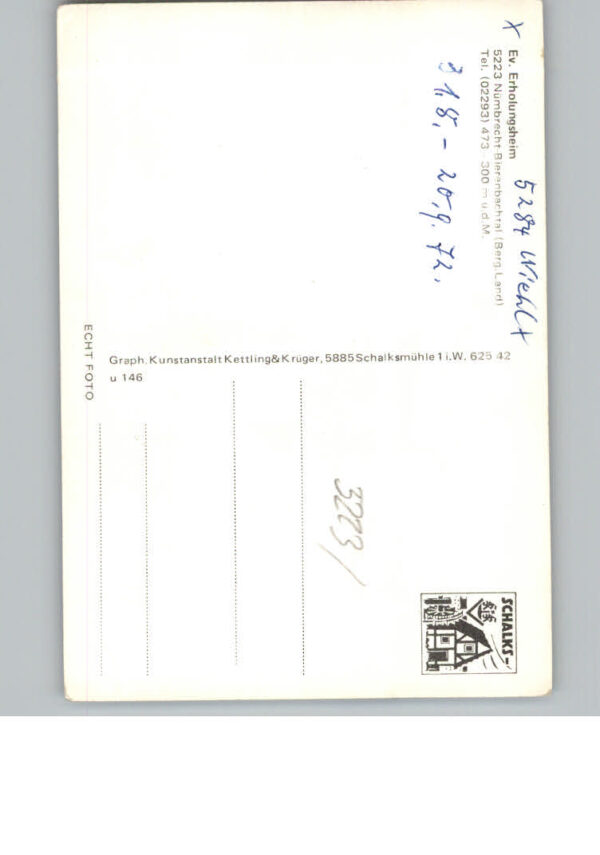 x Ev. Erholungsheim
5223 Nümbrecht-Bierenbachtal (Berg. Land)
Tel. (02293) 473 - 300 m ü.d.M.
5284 Wiehl x
31.8.- 20.9.72.
Graph. Kunstanstalt Kettling & Krüger, 5885 Schalksmühle 1 i.W. 625 42
u 146
ECHT FOTO
3223/
SCHALKS-